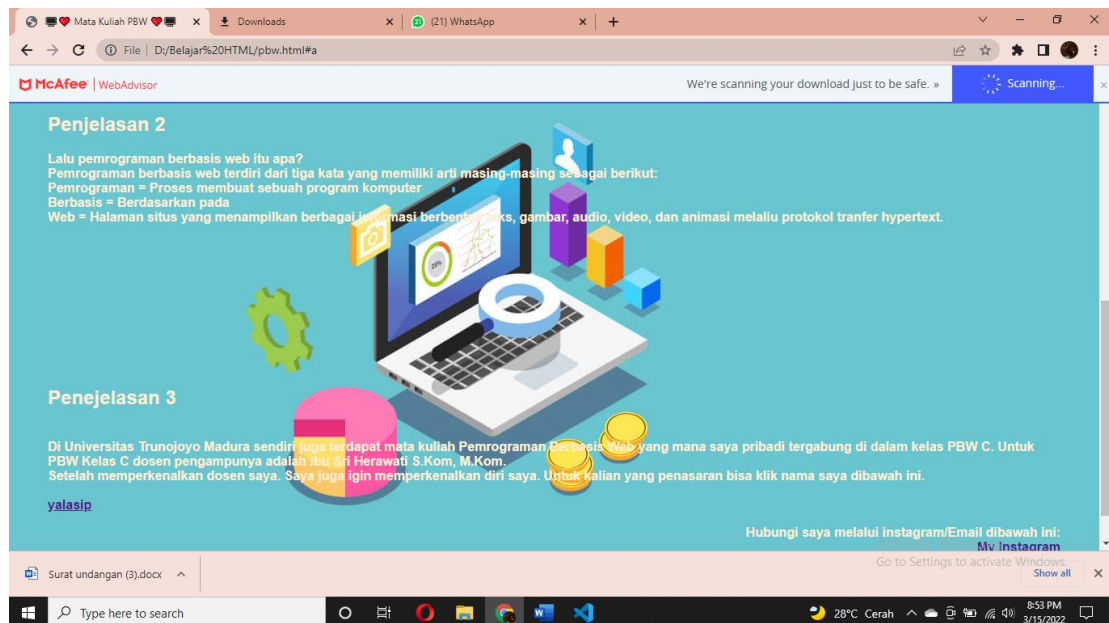 Mata Kuliah PBW
Downloads
(21) WhatsApp
File | D:/Belajar%20HTML/pbw.html#a
McAfee | WebAdvisor
We're scanning your download just to be safe. »
Scanning...
Penjelasan 2
Lalu pemrograman berbasis web itu apa?
Pemrograman berbasis web terdiri dari tiga kata yang memiliki arti masing-masing sebagai berikut:
Pemrograman = Proses membuat sebuah program komputer
Berbasis = Berdasarkan pada
Web = Halaman situs yang menampilkan berbagai informasi berbentuk teks, gambar, audio, video, dan animasi melaliu protokol tranfer hypertext.
25%
Penejelasan 3
Di Universitas Trunojoyo Madura sendiri juga terdapat mata kuliah Pemrograman Berbasis Web yang mana saya pribadi tergabung di dalam kelas PBW C. Untuk
PBW Kelas C dosen pengampunya adalah Ibu Sri Herawati S.Kom, M.Kom.
Setelah memperkenalkan dosen saya. Saya juga igin memperkenalkan diri saya. Untuk kalian yang penasaran bisa klik nama saya dibawah ini.
yalasip
Hubungi saya melalui instagram/Email dibawah ini:
My Instagram
Go to Settings to activate Windows.
Surat undangan (3).docx
Show all
Type here to search
28°C Cerah
8:53 PM
3/15/2022